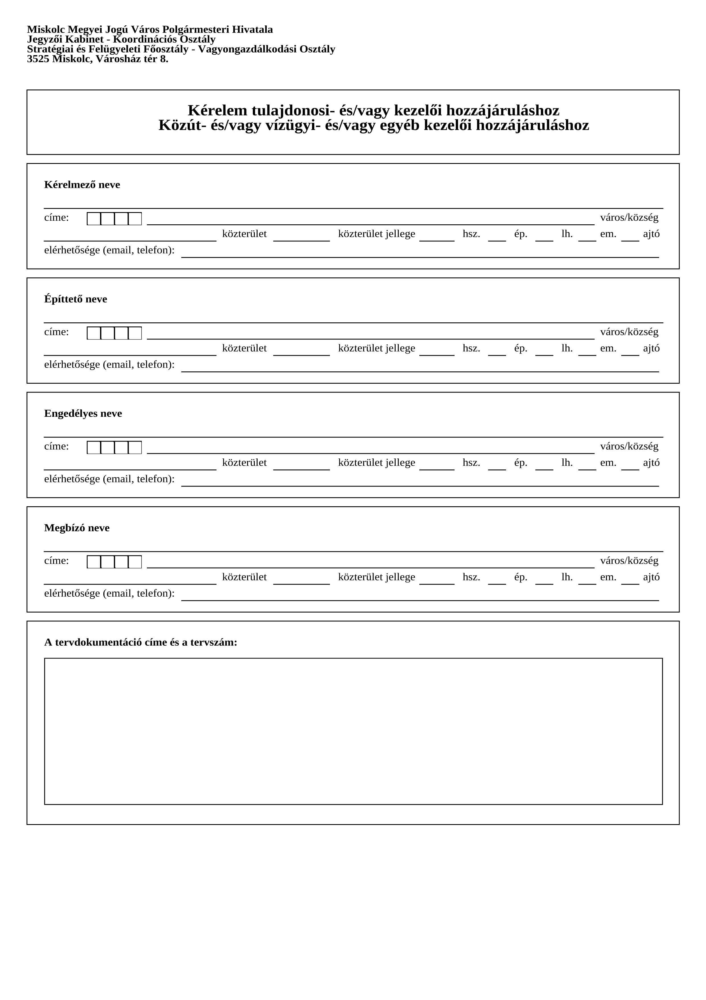 Miskolc Megyei Jogú Város Polgármesteri Hivatala
Jegyzői Kabinet - Koordinációs Osztály
Stratégiai és Felügyeleti Főosztály - Vagyongazdálkodási Osztály
3525 Miskolc, Városház tér 8.
Kérelem tulajdonosi- és/vagy kezelői hozzájáruláshoz
Közút- és/vagy vízügyi- és/vagy egyéb kezelői hozzájáruláshoz
Kérelmező neve
címe: város/község
közterület közterület jellege hsz. ép. lh. em. ajtó
elérhetősége (email, telefon):
Építtető neve
címe: város/község
közterület közterület jellege hsz. ép. lh. em. ajtó
elérhetősége (email, telefon):
Engedélyes neve
címe: város/község
közterület közterület jellege hsz. ép. lh. em. ajtó
elérhetősége (email, telefon):
Megbízó neve
címe: város/község
közterület közterület jellege hsz. ép. lh. em. ajtó
elérhetősége (email, telefon):
A tervdokumentáció címe és a tervszám: